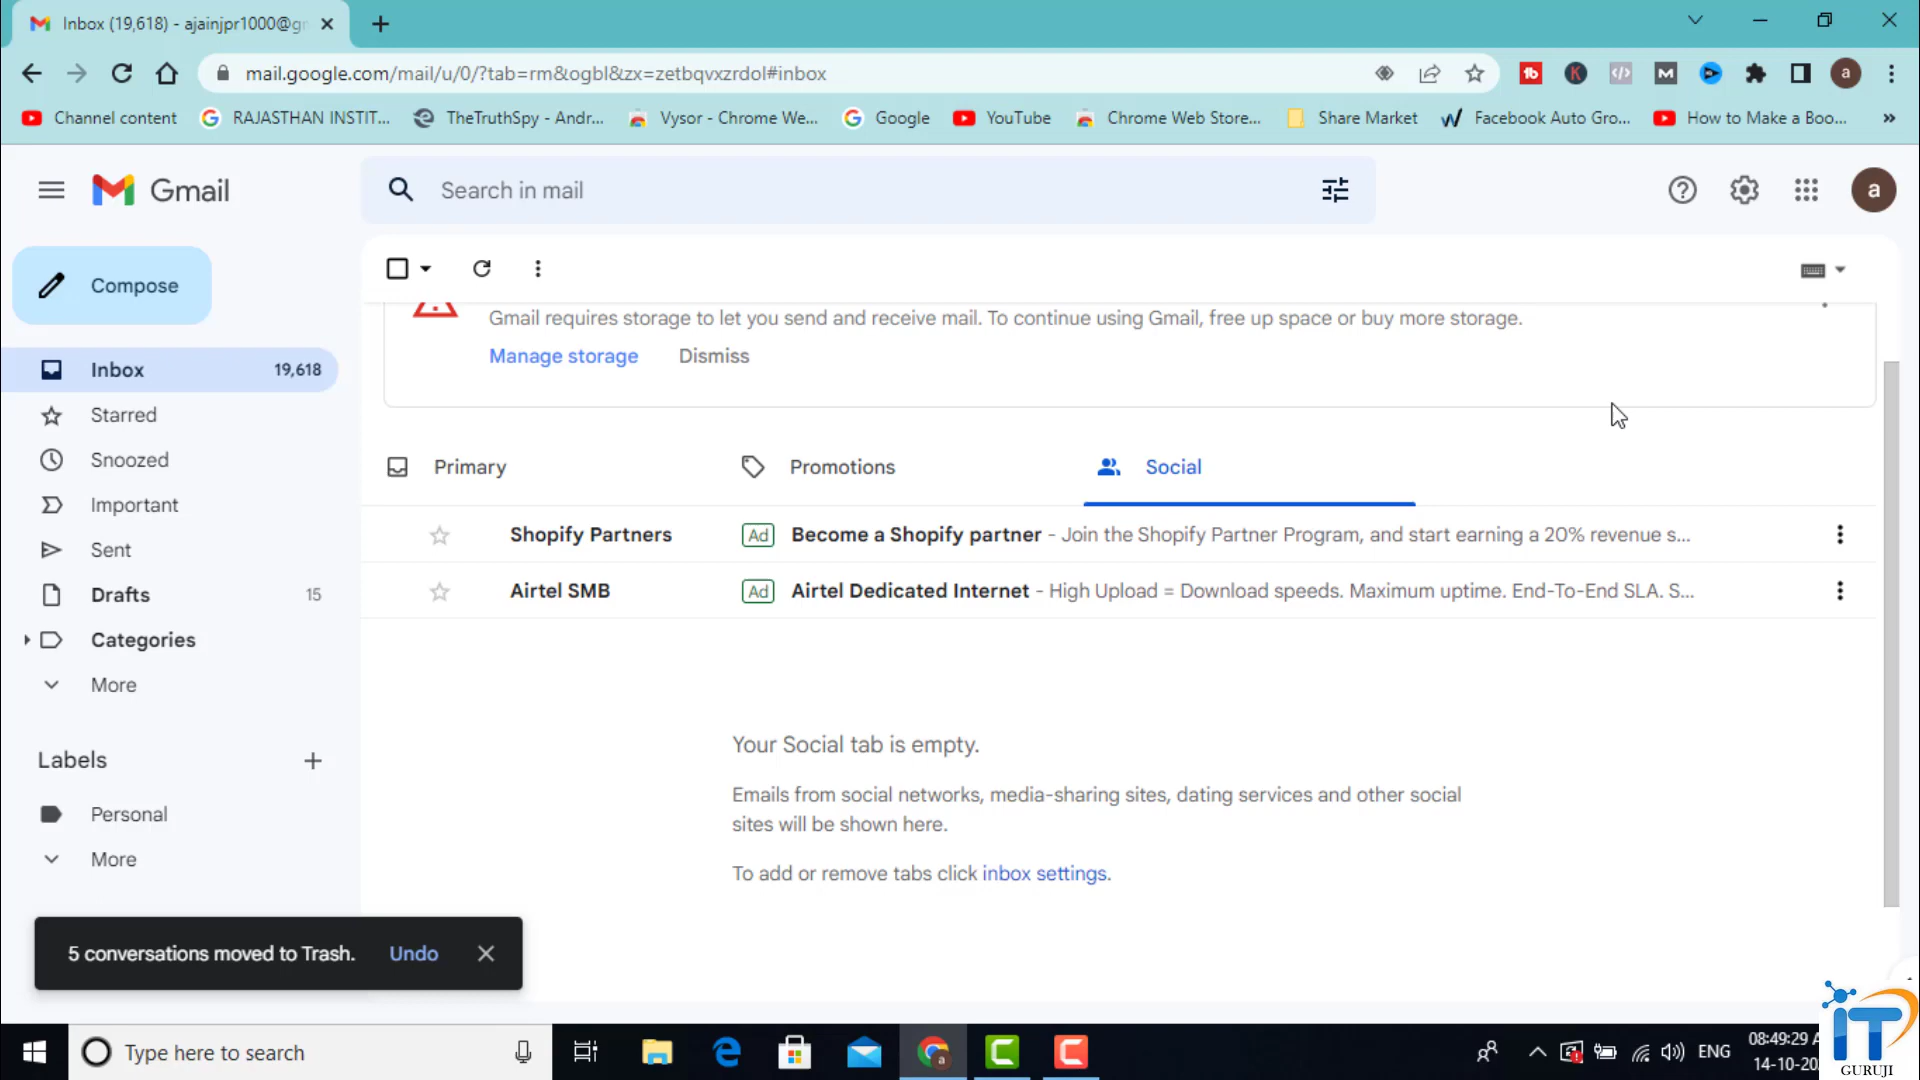 Inbox (19,618) - ajainjpr1000@gr
mail.google.com/mail/u/0/?tab=rm&ogbl&zx=zetbqvxzrdol#inbox
Channel content
RAJASTHAN INSTIT...
TheTruthSpy - Andr...
Vysor - Chrome We...
Google
YouTube
Chrome Web Store...
Share Market
Facebook Auto Gro...
How to Make a Boo...
Gmail
Search in mail
a
Compose
Gmail requires storage to let you send and receive mail. To continue using Gmail, free up space or buy more storage.
Manage storage Dismiss
Inbox 19,618
Starred
Snoozed
Important
Sent
Drafts 15
Categories
More
Labels
Personal
More
Primary
Promotions
Social
Shopify Partners Ad Become a Shopify partner - Join the Shopify Partner Program, and start earning a 20% revenue s...
Airtel SMB Ad Airtel Dedicated Internet - High Upload = Download speeds. Maximum uptime. End-To-End SLA. S...
Your Social tab is empty.
Emails from social networks, media-sharing sites, dating services and other social
sites will be shown here.
To add or remove tabs click inbox settings.
5 conversations moved to Trash. Undo
Type here to search
ENG
08:49:29 A
14-10-20
IT
GURUJI